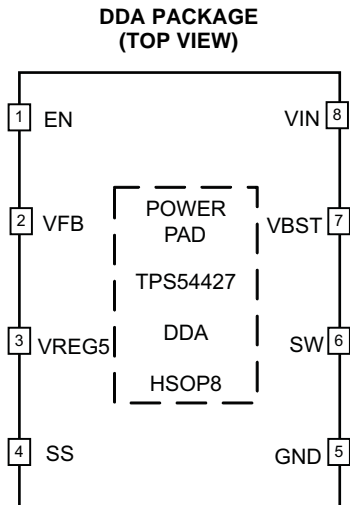 DDA PACKAGE
(TOP VIEW)
1 EN
VIN 8
2 VFB
POWER
PAD
VBST 7
TPS54427
3 VREG5
DDA
SW 6
HSOP8
4 SS
GND 5